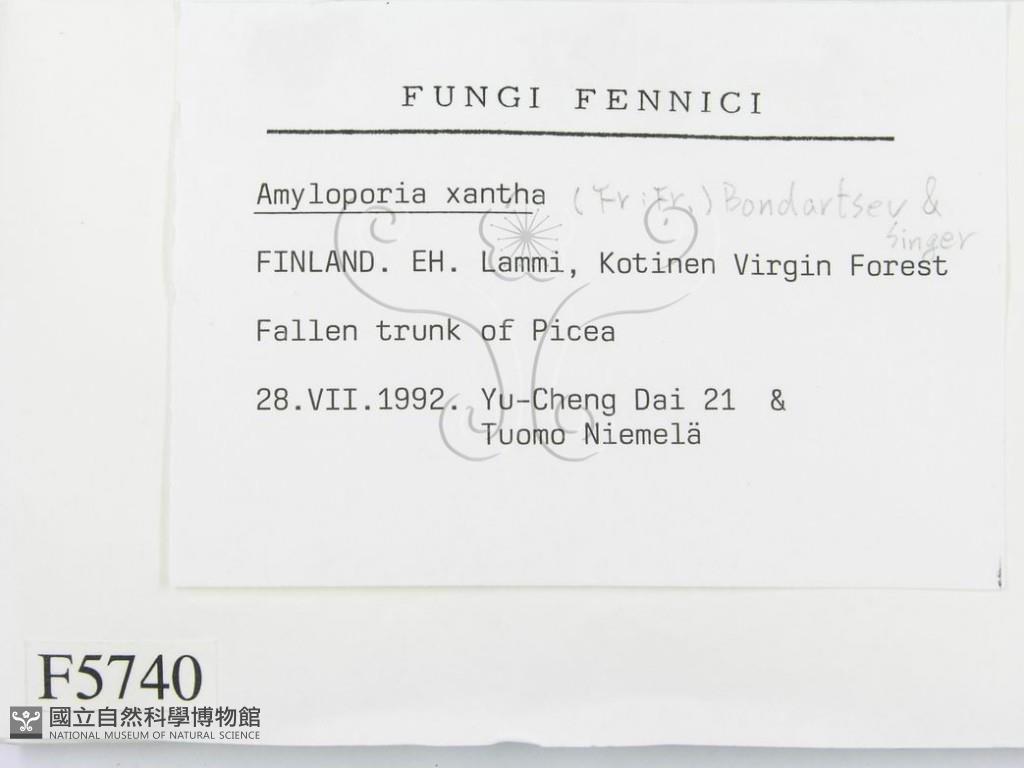 FUNGI FENNICI
Amyloporia xantha (Fr.:Fr.) Bondartsev &
Singer
FINLAND. EH. Lammi, Kotinen Virgin Forest
Fallen trunk of Picea
28.VII.1992. Yu-Cheng Dai 21 &
Tuomo Niemelä
F5740
國立自然科學博物館
NATIONAL MUSEUM OF NATURAL SCIENCE